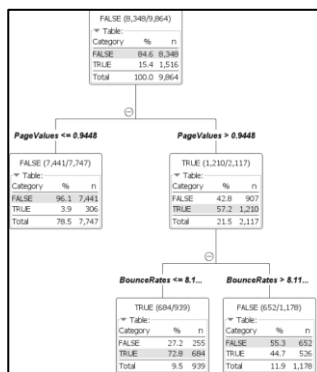 FALSE (8,348/9,864)
Table:
Category % n
FALSE 84.6 8,348
TRUE 15.4 1,516
Total 100.0 9,864
PageValues <= 0.9448
PageValues > 0.9448
FALSE (7,441/7,747)
Table:
Category % n
FALSE 96.1 7,441
TRUE 3.9 306
Total 78.5 7,747
TRUE (1,210/2,117)
Table:
Category % n
FALSE 42.8 907
TRUE 57.2 1,210
Total 21.5 2,117
BounceRates <= 8.1...
BounceRates > 8.11...
TRUE (684/939)
Table:
Category % n
FALSE 27.2 255
TRUE 72.8 684
Total 9.5 939
FALSE (652/1,178)
Table:
Category % n
FALSE 55.3 652
TRUE 44.7 526
Total 11.9 1,178